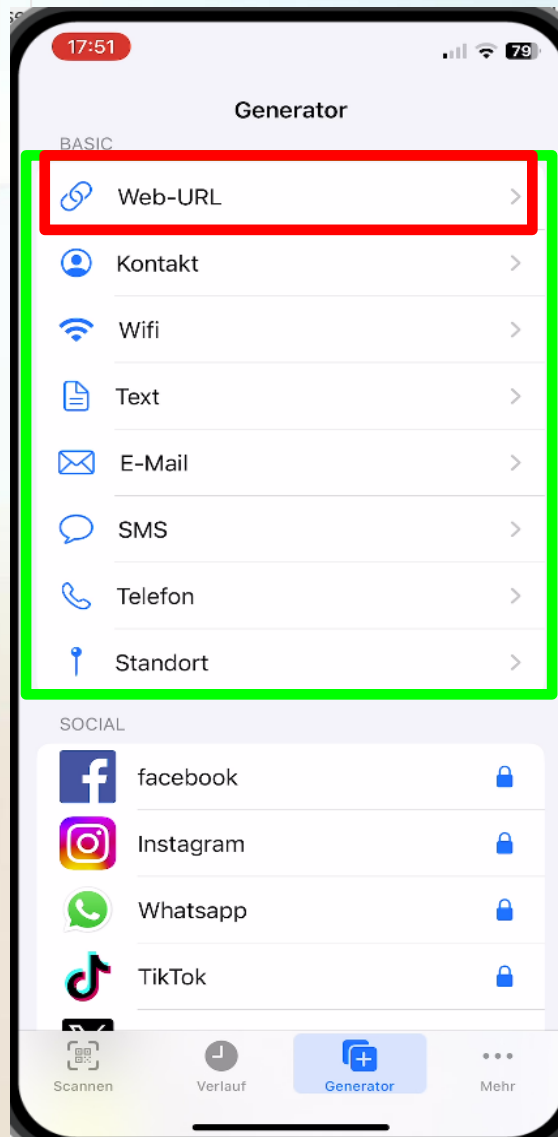 17:51
79
Generator
BASIC
Web-URL
Kontakt
Wifi
Text
E-Mail
SMS
Telefon
Standort
SOCIAL
facebook
Instagram
Whatsapp
TikTok
Scannen
Verlauf
Generator
Mehr